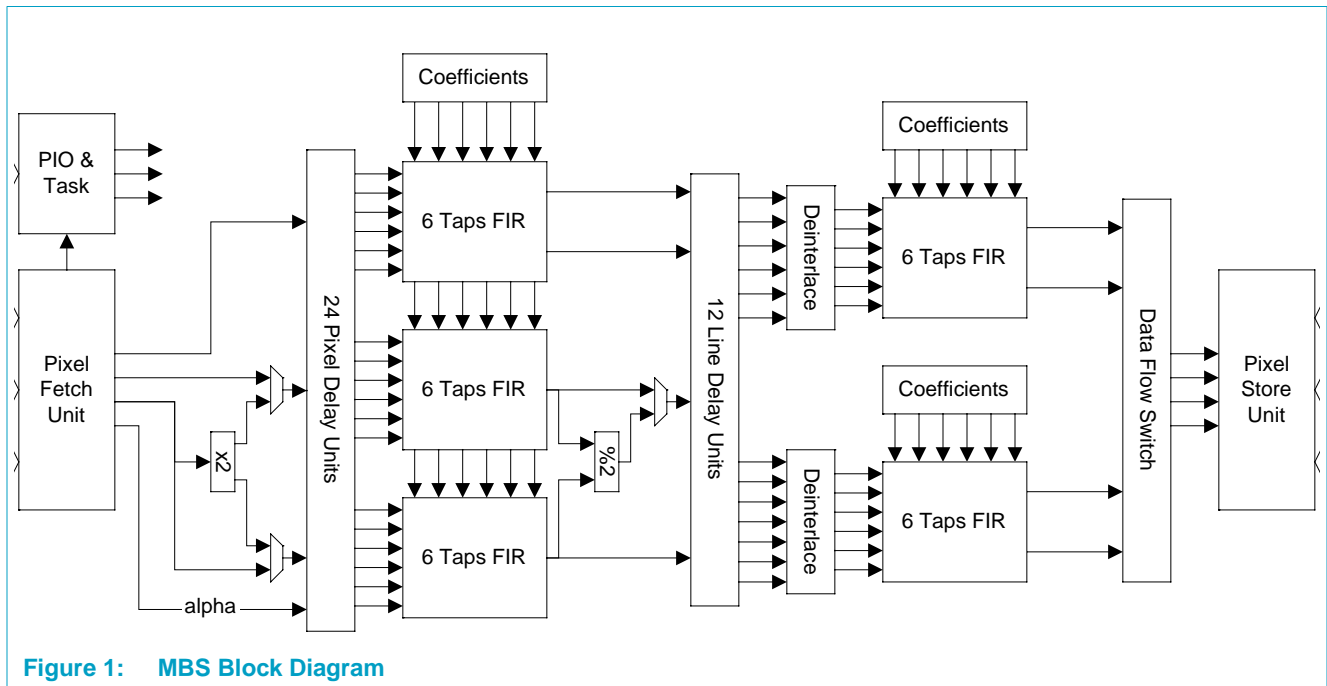 Coefficients
PIO &
Task
6 Taps FIR
Coefficients
Deinterlace
6 Taps FIR
24 Pixel Delay Units
12 Line Delay Units
Data Flow Switch
Pixel
Fetch
Unit
x2
6 Taps FIR
%2
Coefficients
Pixel
Store
Unit
6 Taps FIR
Deinterlace
6 Taps FIR
alpha
Figure 1: MBS Block Diagram